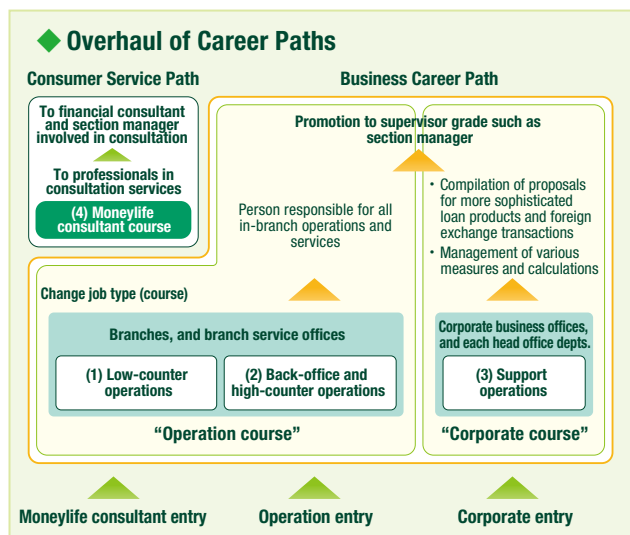 Overhaul of Career Paths
Consumer Service Path
Business Career Path
To financial consultant
and section manager
involved in consultation
To professionals in
consultation services
(4) Moneylife
consultant course
Promotion to supervisor grade such as
section manager
Person responsible for all
in-branch operations and
services
• Compilation of proposals
for more sophisticated
loan products and foreign
exchange transactions
• Management of various
measures and calculations
Change job type (course)
Branches, and branch service offices
(1) Low-counter
operations
(2) Back-office and
high-counter operations
Corporate business offices,
and each head office depts.
(3) Support
operations
“Operation course”
“Corporate course”
Moneylife consultant entry
Operation entry
Corporate entry